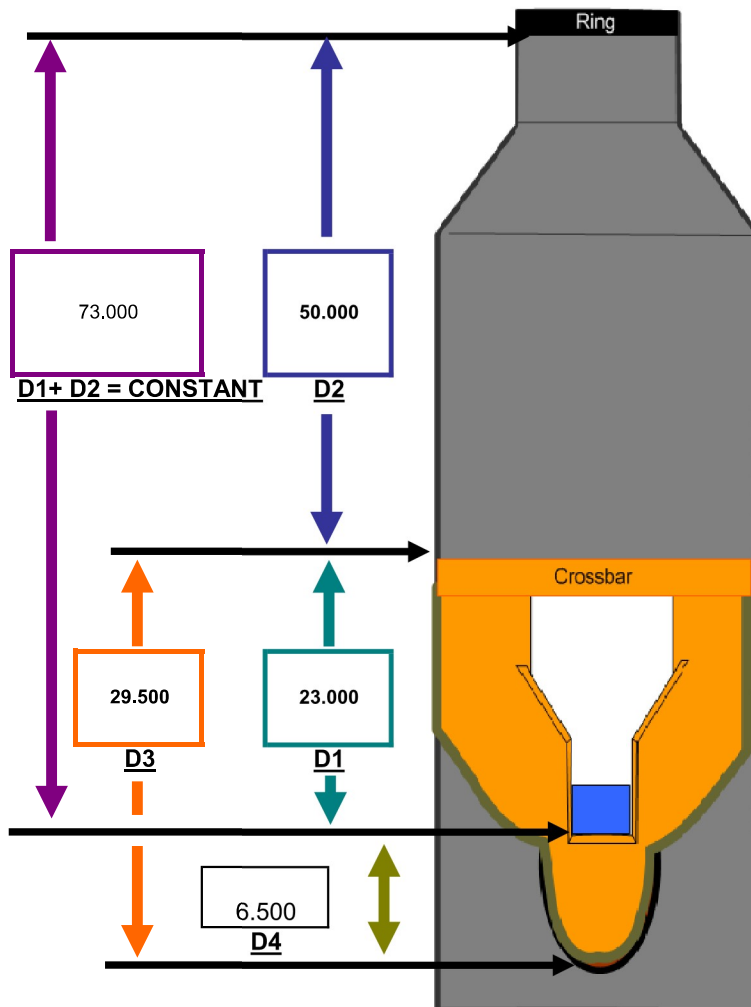 Ring
73.000
50.000
D1+ D2 = CONSTANT
D2
Crossbar
29.500
23.000
D3
D1
6.500
D4